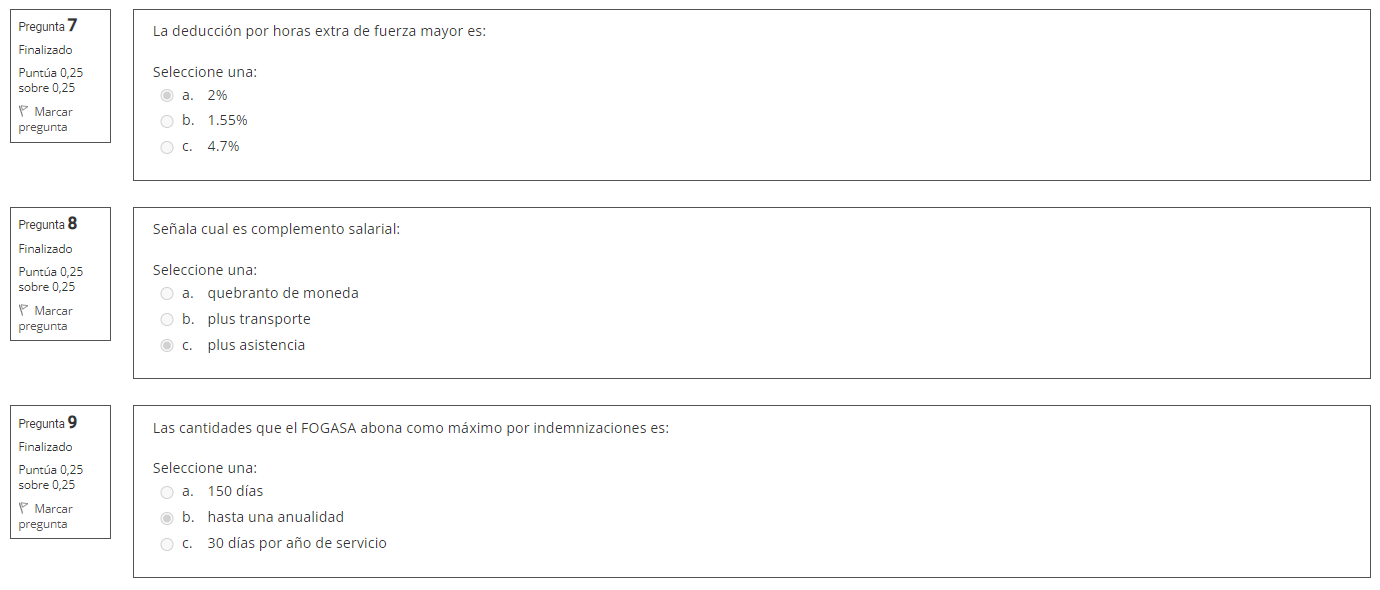 Pregunta 7
Finalizado
Puntúa 0,25
sobre 0,25
Marcar
pregunta
La deducción por horas extra de fuerza mayor es:
Seleccione una:
a. 2%
b. 1.55%
c. 4.7%
Pregunta 8
Finalizado
Puntúa 0,25
sobre 0,25
Marcar
pregunta
Señala cual es complemento salarial:
Seleccione una:
a. quebranto de moneda
b. plus transporte
c. plus asistencia
Pregunta 9
Finalizado
Puntúa 0,25
sobre 0,25
Marcar
pregunta
Las cantidades que el FOGASA abona como máximo por indemnizaciones es:
Seleccione una:
a. 150 días
b. hasta una anualidad
c. 30 días por año de servicio